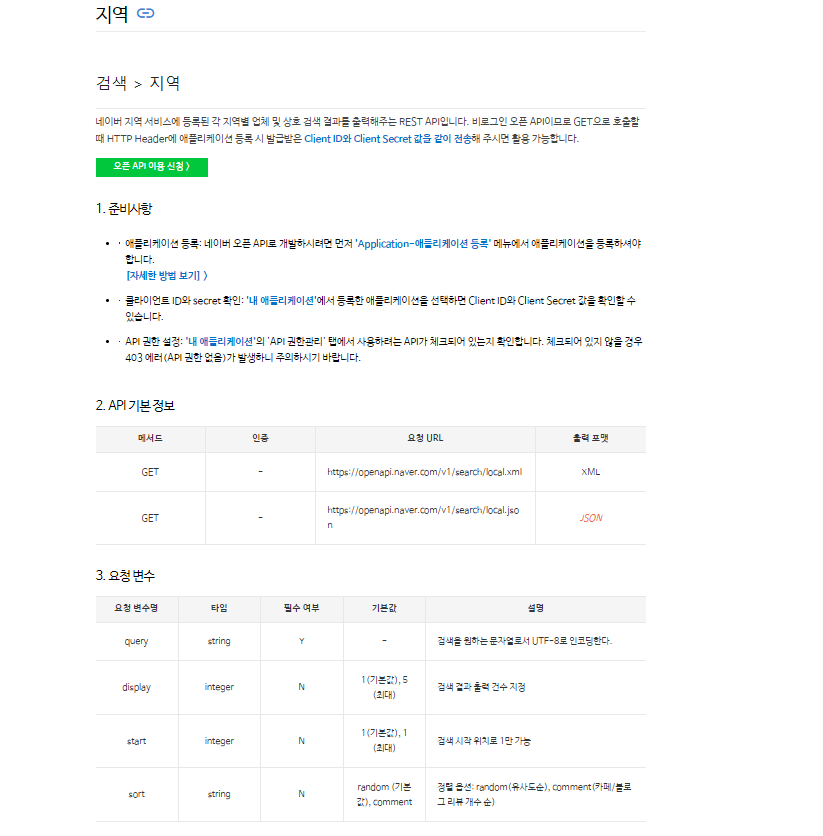 지역
검색 > 지역
네이버 지역 서비스에 등록된 각 지역별 업체 및 상호 검색 결과를 출력해주는 REST API입니다. 비로그인 오픈 API이므로 GET으로 호출할
때 HTTP Header에 애플리케이션 등록 시 발급받은 Client ID와 Client Secret 값을 같이 전송해 주시면 활용 가능합니다.
오픈 API 이용 신청 >
1. 준비사항
· 애플리케이션 등록: 네이버 오픈 API로 개발하시려면 먼저 'Application-애플리케이션 등록' 메뉴에서 애플리케이션을 등록하셔야
합니다.
[자세한 방법 보기] >
· 클라이언트 ID와 secret 확인: '내 애플리케이션'에서 등록한 애플리케이션을 선택하면 Client ID와 Client Secret 값을 확인할 수
있습니다.
· API 권한 설정: '내 애플리케이션'의 'API 권한관리' 탭에서 사용하려는 API가 체크되어 있는지 확인합니다. 체크되어 있지 않을 경우
403 에러(API 권한 없음)가 발생하니 주의하시기 바랍니다.
2. API 기본 정보
메서드 인증 요청 URL 출력 포맷
GET - https://openapi.naver.com/v1/search/local.xml XML
GET - https://openapi.naver.com/v1/search/local.jso
n JSON
3. 요청 변수
요청 변수명 타입 필수 여부 기본값 설명
query string Y - 검색을 원하는 문자열로서 UTF-8로 인코딩한다.
display integer N 1(기본값), 5
(최대) 검색 결과 출력 건수 지정
start integer N 1(기본값), 1
(최대) 검색 시작 위치로 1만 가능
sort string N random (기본
값), comment 정렬 옵션: random(유사도순), comment(카페/블로
그 리뷰 개수 순)